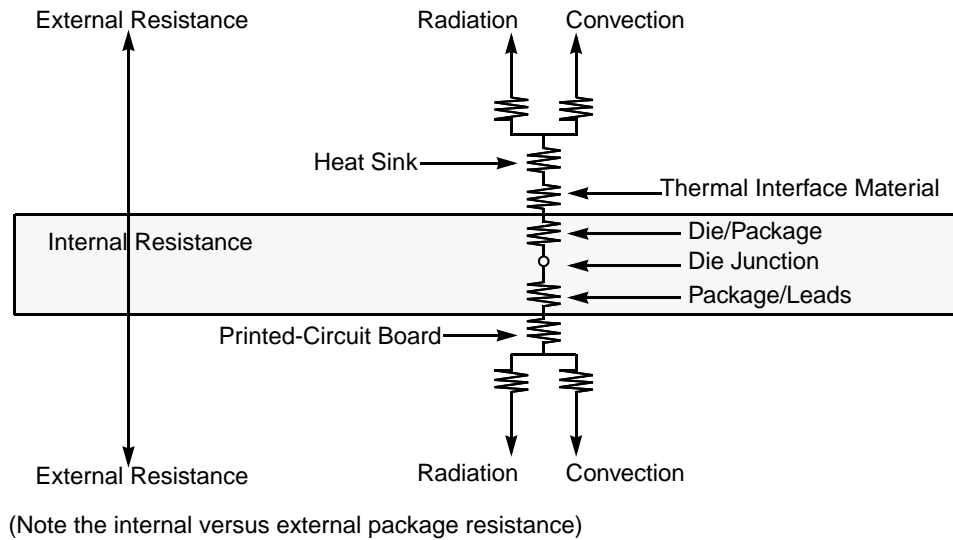 External Resistance
Radiation
Convection
Heat Sink
Thermal Interface Material
Internal Resistance
Die/Package
Die Junction
Package/Leads
Printed-Circuit Board
External Resistance
Radiation
Convection
(Note the internal versus external package resistance)